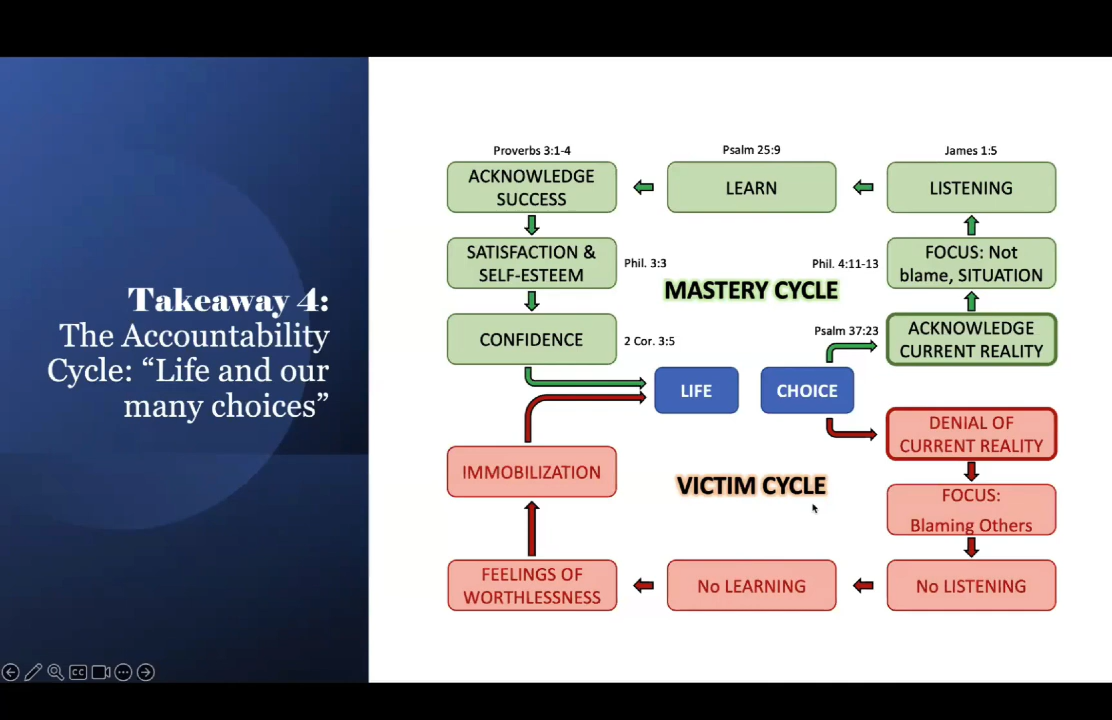 Takeaway 4:
The Accountability
Cycle: “Life and our
many choices”
Proverbs 3:1-4
Psalm 25:9
James 1:5
ACKNOWLEDGE
SUCCESS
LEARN
LISTENING
SATISFACTION &
SELF-ESTEEM
Phil. 3:3
Phil. 4:11-13
FOCUS: Not
blame, SITUATION
MASTERY CYCLE
CONFIDENCE
2 Cor. 3:5
Psalm 37:23
ACKNOWLEDGE
CURRENT REALITY
LIFE
CHOICE
DENIAL OF
CURRENT REALITY
IMMOBILIZATION
VICTIM CYCLE
FOCUS:
Blaming Others
FEELINGS OF
WORTHLESSNESS
No LEARNING
No LISTENING
CC